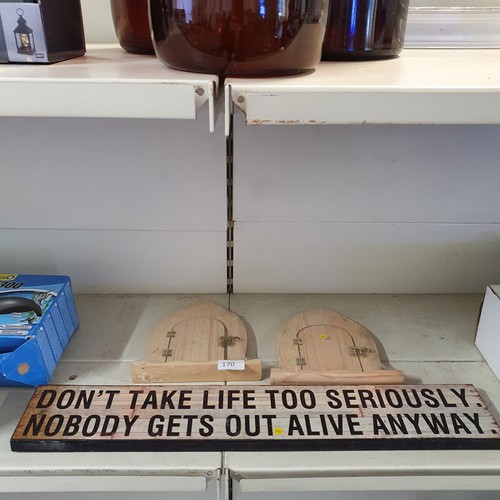 170
DON'T TAKE LIFE TOO SERIOUSLY.
NOBODY GETS OUT ALIVE ANYWAY.